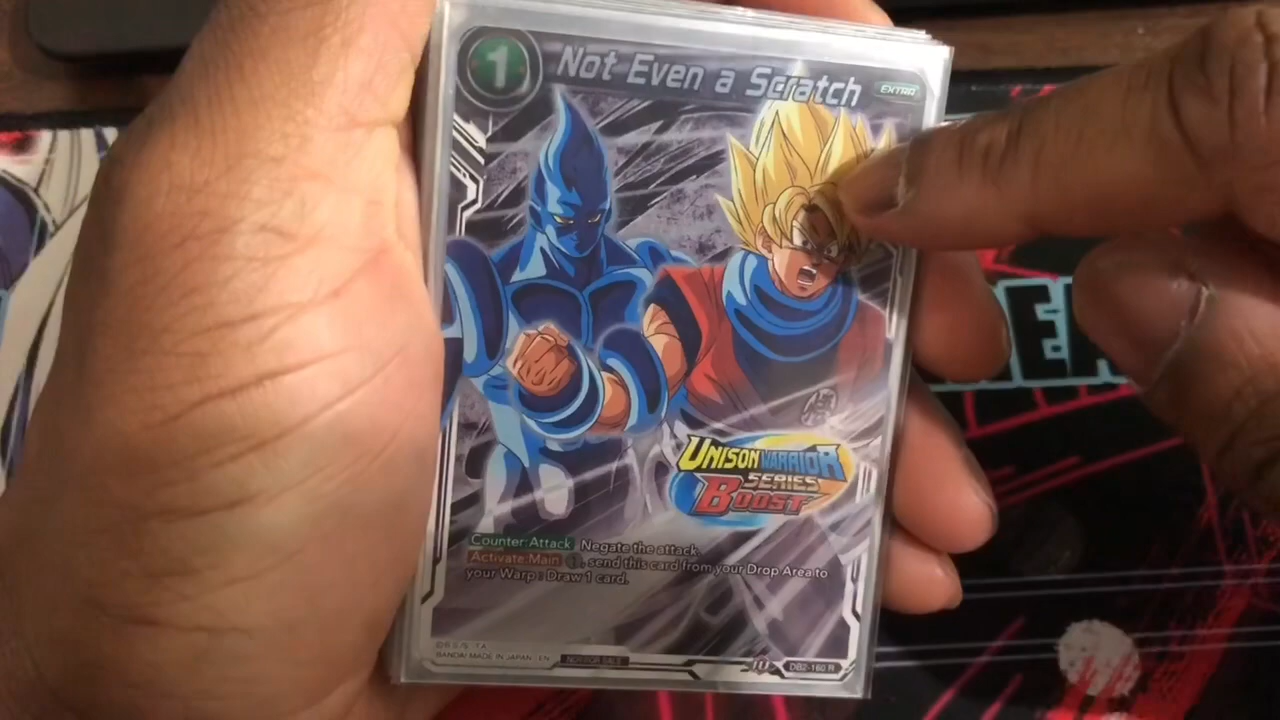 1 Not Even a Scratch EXTRA
UNISON WARRIOR
SERIES
BOOST
Counter:Attack Negate the attack.
Activate:Main 1, send this card from your Drop Area to
your Warp : Draw 1 card.
BANDAI MADE IN JAPAN EN NOT FOR SALE DB2-160 R